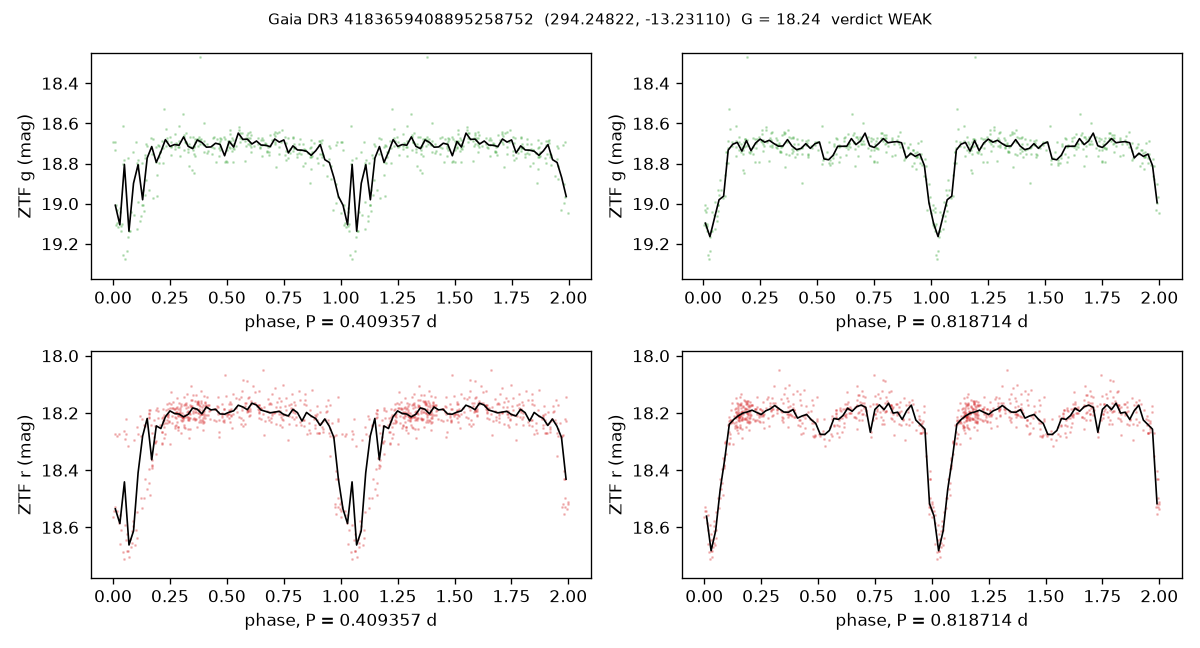 Gaia DR3 4183659408895258752  (294.24822, -13.23110)  G = 18.24  verdict WEAK
ZTF g (mag)
18.4
18.6
18.8
19.0
19.2
0.00 0.25 0.50 0.75 1.00 1.25 1.50 1.75 2.00
phase, P = 0.409357 d
ZTF g (mag)
18.4
18.6
18.8
19.0
19.2
0.00 0.25 0.50 0.75 1.00 1.25 1.50 1.75 2.00
phase, P = 0.818714 d
ZTF r (mag)
18.0
18.2
18.4
18.6
0.00 0.25 0.50 0.75 1.00 1.25 1.50 1.75 2.00
phase, P = 0.409357 d
ZTF r (mag)
18.0
18.2
18.4
18.6
0.00 0.25 0.50 0.75 1.00 1.25 1.50 1.75 2.00
phase, P = 0.818714 d